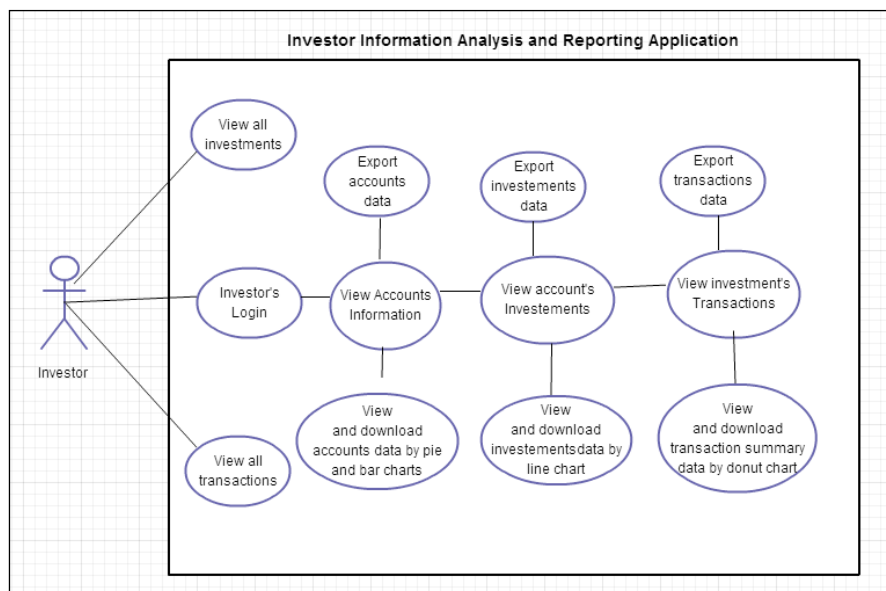 Investor Information Analysis and Reporting Application
View all
investments
Export
accounts
data
Export
investements
data
Export
transactions
data
Investor
Investor's
Login
View Accounts
Information
View account's
Investements
View investment's
Transactions
View all
transactions
View
and download
accounts data by pie
and bar charts
View
and download
investementsdata by
line chart
View
and download
transaction summary
data by donut chart